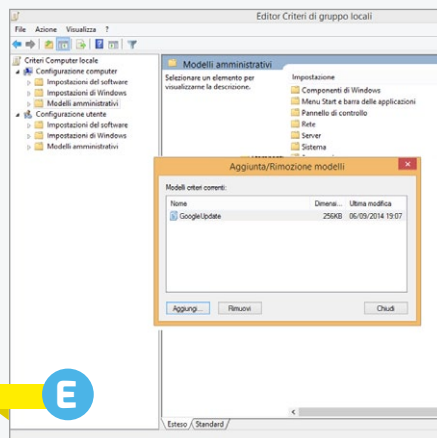 Editor Criteri di gruppo locali
File Azione Visualizza ?
Criteri Computer locale
Configurazione computer
Impostazioni del software
Impostazioni di Windows
Modelli amministrativi
Configurazione utente
Impostazioni del software
Impostazioni di Windows
Modelli amministrativi
Modelli amministrativi
Selezionare un elemento per
visualizzarne la descrizione.
Impostazione
Componenti di Windows
Menu Start e barra delle applicazioni
Pannello di controllo
Rete
Server
Sistema
Aggiunta/Rimozione modelli
Modelli criteri correnti:
Nome Dimensi... Ultima modifica
GoogleUpdate 256KB 06/09/2014 19:07
Aggiungi... Rimuovi Chiudi
Esteso Standard
E